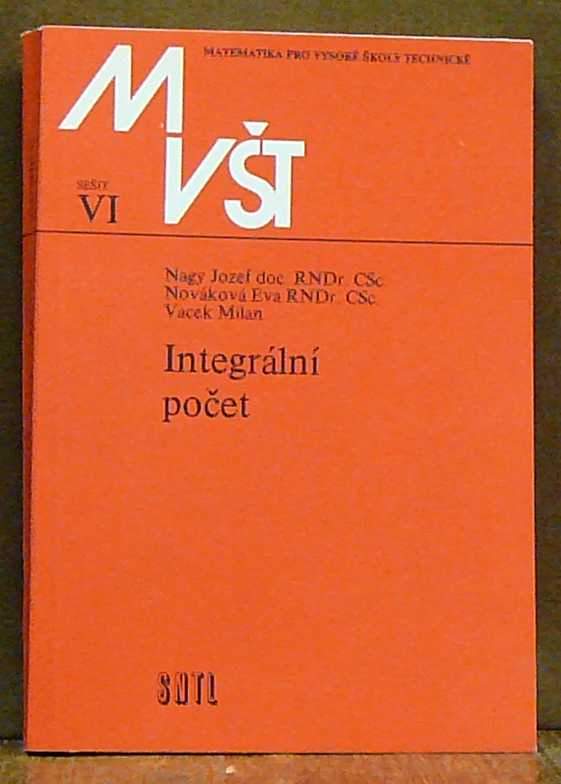 MATEMATIKA PRO VYSOKÉ ŠKOLY TECHNICKÉ
M
VŠT
SEŠIT
VI
Nagy Jozef doc RNDr CSc
Nováková Eva RNDr CSc
Vacek Milan
Integrální
počet
SNTL